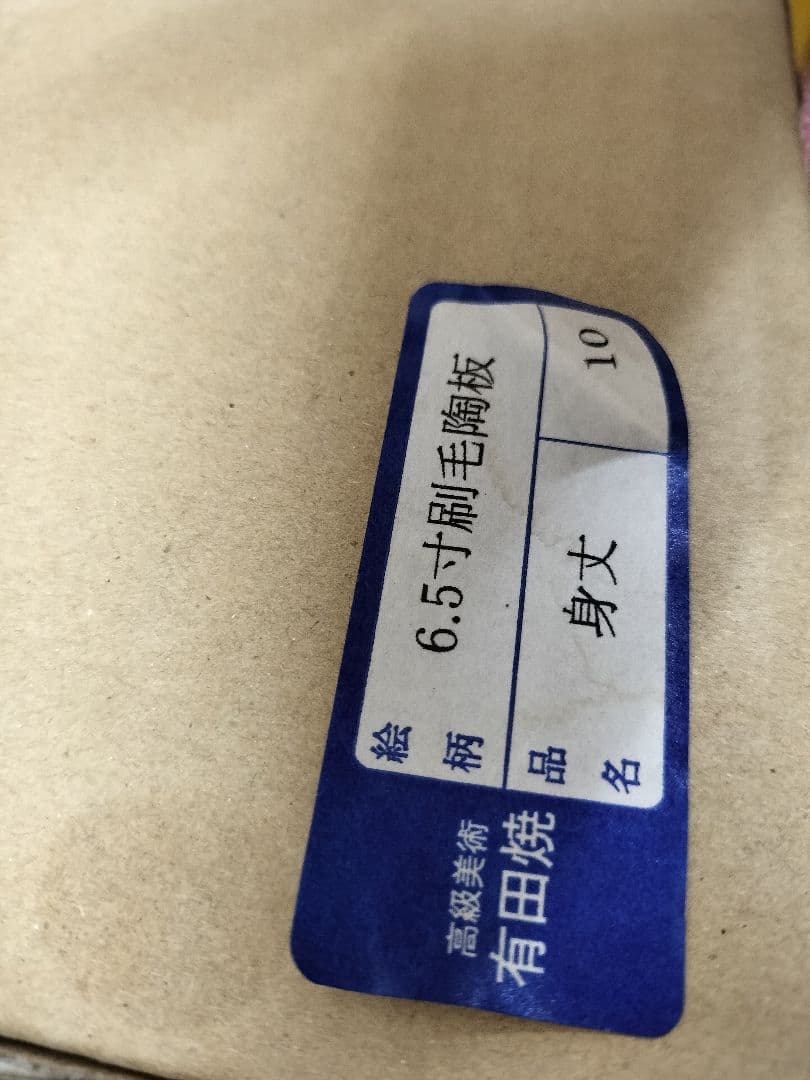 高級美術
有田焼
絵柄 6.5寸刷毛陶板
品名 身丈 10